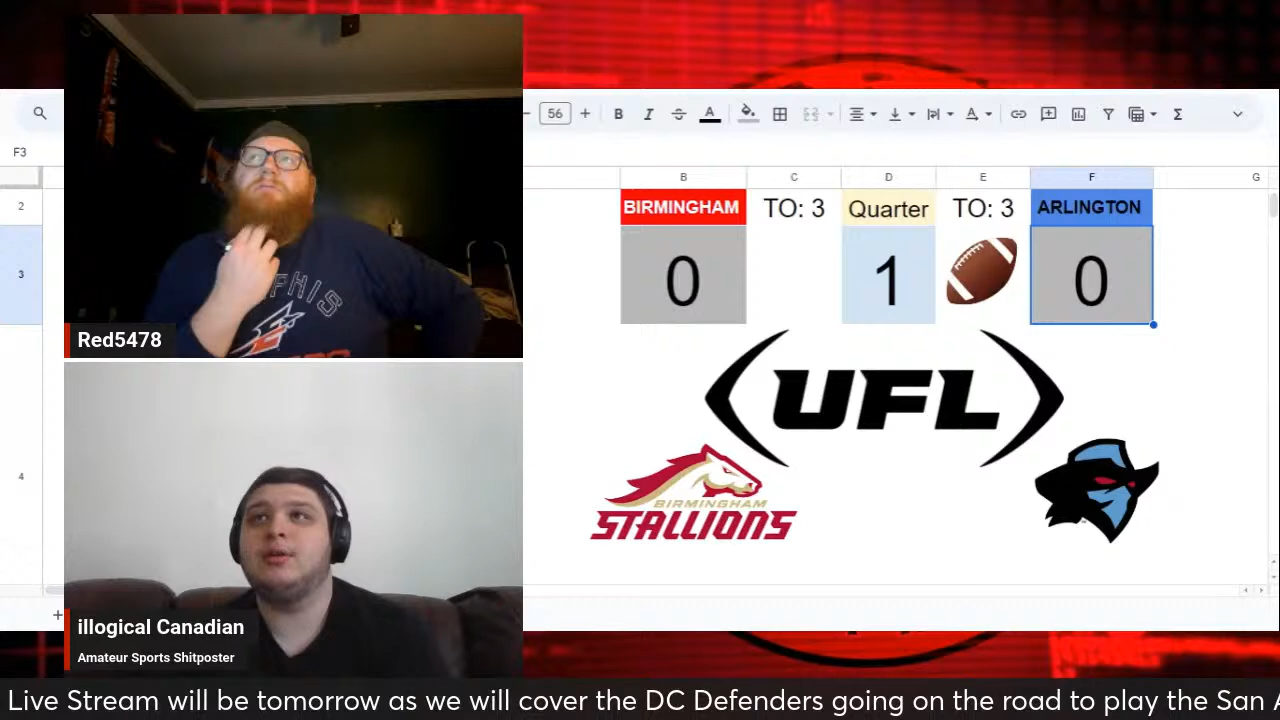 56
B
I
S
A
A
Σ
F3
B
C
D
E
F
G
2
3
4
BIRMINGHAM
TO: 3
Quarter
TO: 3
ARLINGTON
0
1
0
UFL
BIRMINGHAM
STALLIONS
PHIS
Red5478
illogical Canadian
Amateur Sports Shitposter
Live Stream will be tomorrow as we will cover the DC Defenders going on the road to play the San